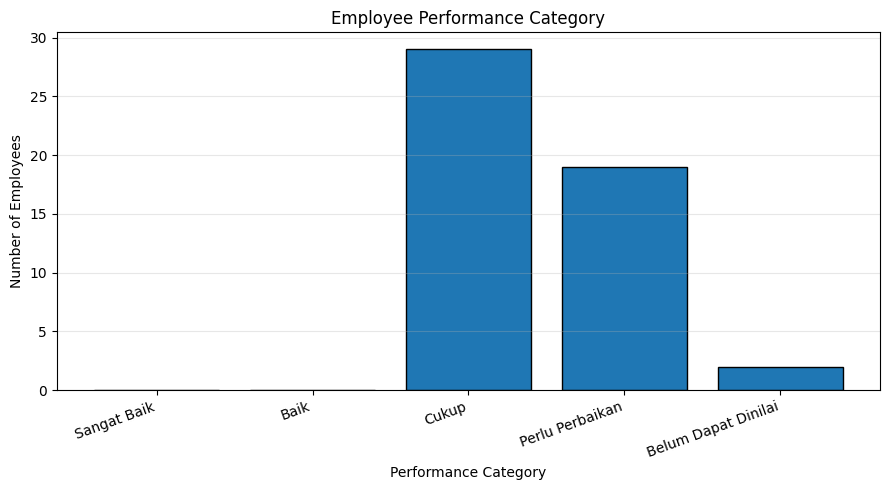 Employee Performance Category
Number of Employees
30
25
20
15
10
5
0
Sangat Baik
Baik
Cukup
Perlu Perbaikan
Belum Dapat Dinilai
Performance Category